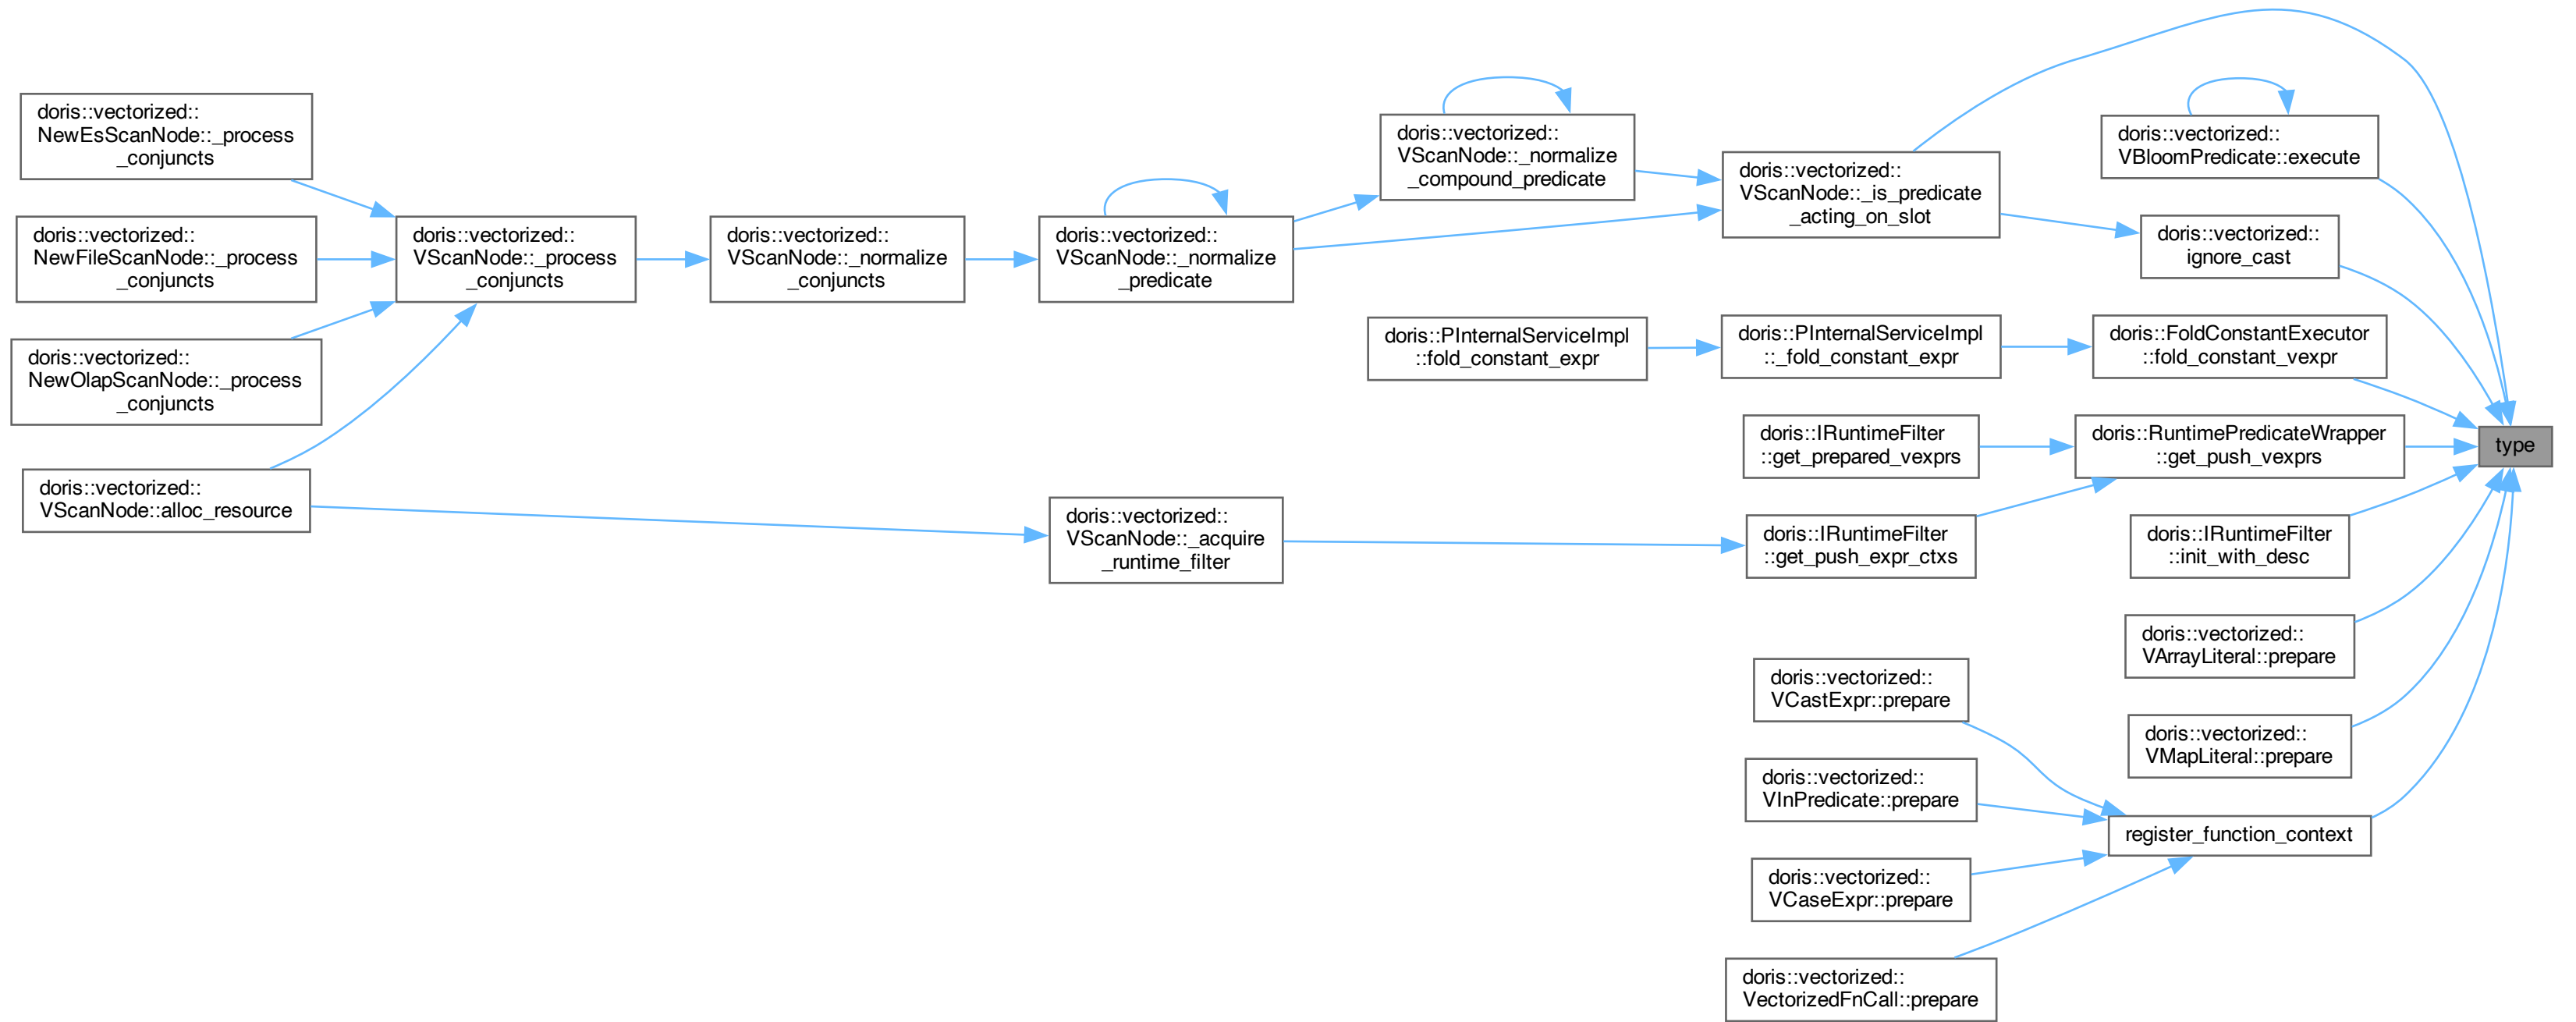 doris::vectorized::
NewEsScanNode::_process
_conjuncts
doris::vectorized::
NewFileScanNode::_process
_conjuncts
doris::vectorized::
NewOlapScanNode::_process
_conjuncts
doris::vectorized::
VScanNode::alloc_resource
doris::vectorized::
VScanNode::_process
_conjuncts
doris::vectorized::
VScanNode::_normalize
_conjuncts
doris::vectorized::
VScanNode::_normalize
_predicate
doris::vectorized::
VScanNode::_acquire
_runtime_filter
doris::vectorized::
VScanNode::_normalize
_compound_predicate
doris::PInternalServiceImpl
::fold_constant_expr
doris::vectorized::
VScanNode::_is_predicate
_acting_on_slot
doris::PInternalServiceImpl
::_fold_constant_expr
doris::IRuntimeFilter
::get_prepared_vexprs
doris::IRuntimeFilter
::get_push_expr_ctxs
doris::vectorized::
VCastExpr::prepare
doris::vectorized::
VInPredicate::prepare
doris::vectorized::
VCaseExpr::prepare
doris::vectorized::
VectorizedFnCall::prepare
doris::vectorized::
VBloomPredicate::execute
doris::vectorized::
ignore_cast
doris::FoldConstantExecutor
::fold_constant_vexpr
doris::RuntimePredicateWrapper
::get_push_vexprs
doris::IRuntimeFilter
::init_with_desc
doris::vectorized::
VArrayLiteral::prepare
doris::vectorized::
VMapLiteral::prepare
register_function_context
type